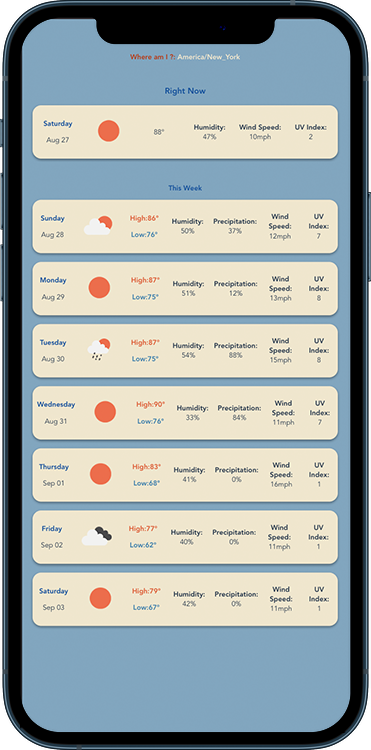 Where am I ?: America/New_York
Right Now
Saturday
Aug 27
88°
Humidity:
47%
Wind Speed:
10mph
UV Index:
2
This Week
Sunday
Aug 28
High:86°
Low:76°
Humidity:
50%
Precipitation:
37%
Wind
Speed:
12mph
UV
Index:
7
Monday
Aug 29
High:87°
Low:75°
Humidity:
51%
Precipitation:
12%
Wind
Speed:
13mph
UV
Index:
8
Tuesday
Aug 30
High:87°
Low:75°
Humidity:
54%
Precipitation:
88%
Wind
Speed:
15mph
UV
Index:
8
Wednesday
Aug 31
High:90°
Low:76°
Humidity:
33%
Precipitation:
84%
Wind
Speed:
11mph
UV
Index:
7
Thursday
Sep 01
High:83°
Low:68°
Humidity:
41%
Precipitation:
0%
Wind
Speed:
16mph
UV
Index:
1
Friday
Sep 02
High:77°
Low:62°
Humidity:
40%
Precipitation:
0%
Wind
Speed:
11mph
UV
Index:
1
Saturday
Sep 03
High:79°
Low:67°
Humidity:
42%
Precipitation:
0%
Wind
Speed:
11mph
UV
Index:
1